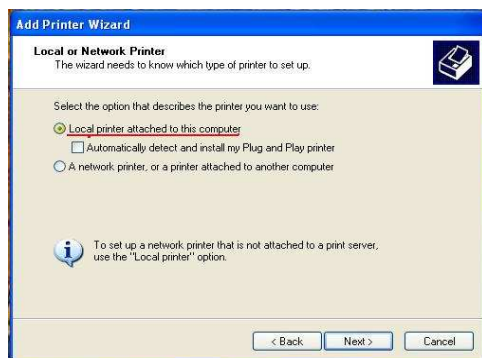 Add Printer Wizard
Local or Network Printer
The wizard needs to know which type of printer to set up.
Select the option that describes the printer you want to use:
Local printer attached to this computer
Automatically detect and install my Plug and Play printer
A network printer, or a printer attached to another computer
To set up a network printer that is not attached to a print server,
use the "Local printer" option.
< Back Next > Cancel